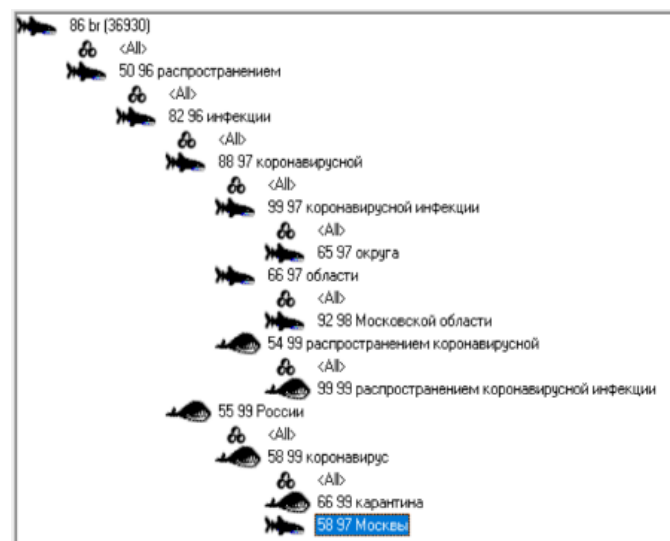 86 br (36930)
<All>
50 96 распространением
<All>
82 96 инфекции
<All>
88 97 коронавирусной
<All>
99 97 коронавирусной инфекции
<All>
65 97 округа
66 97 области
<All>
92 98 Московской области
54 99 распространением коронавирусной
<All>
99 99 распространением коронавирусной инфекции
55 99 России
<All>
58 99 коронавирус
<All>
66 99 карантина
58 97 Москвы